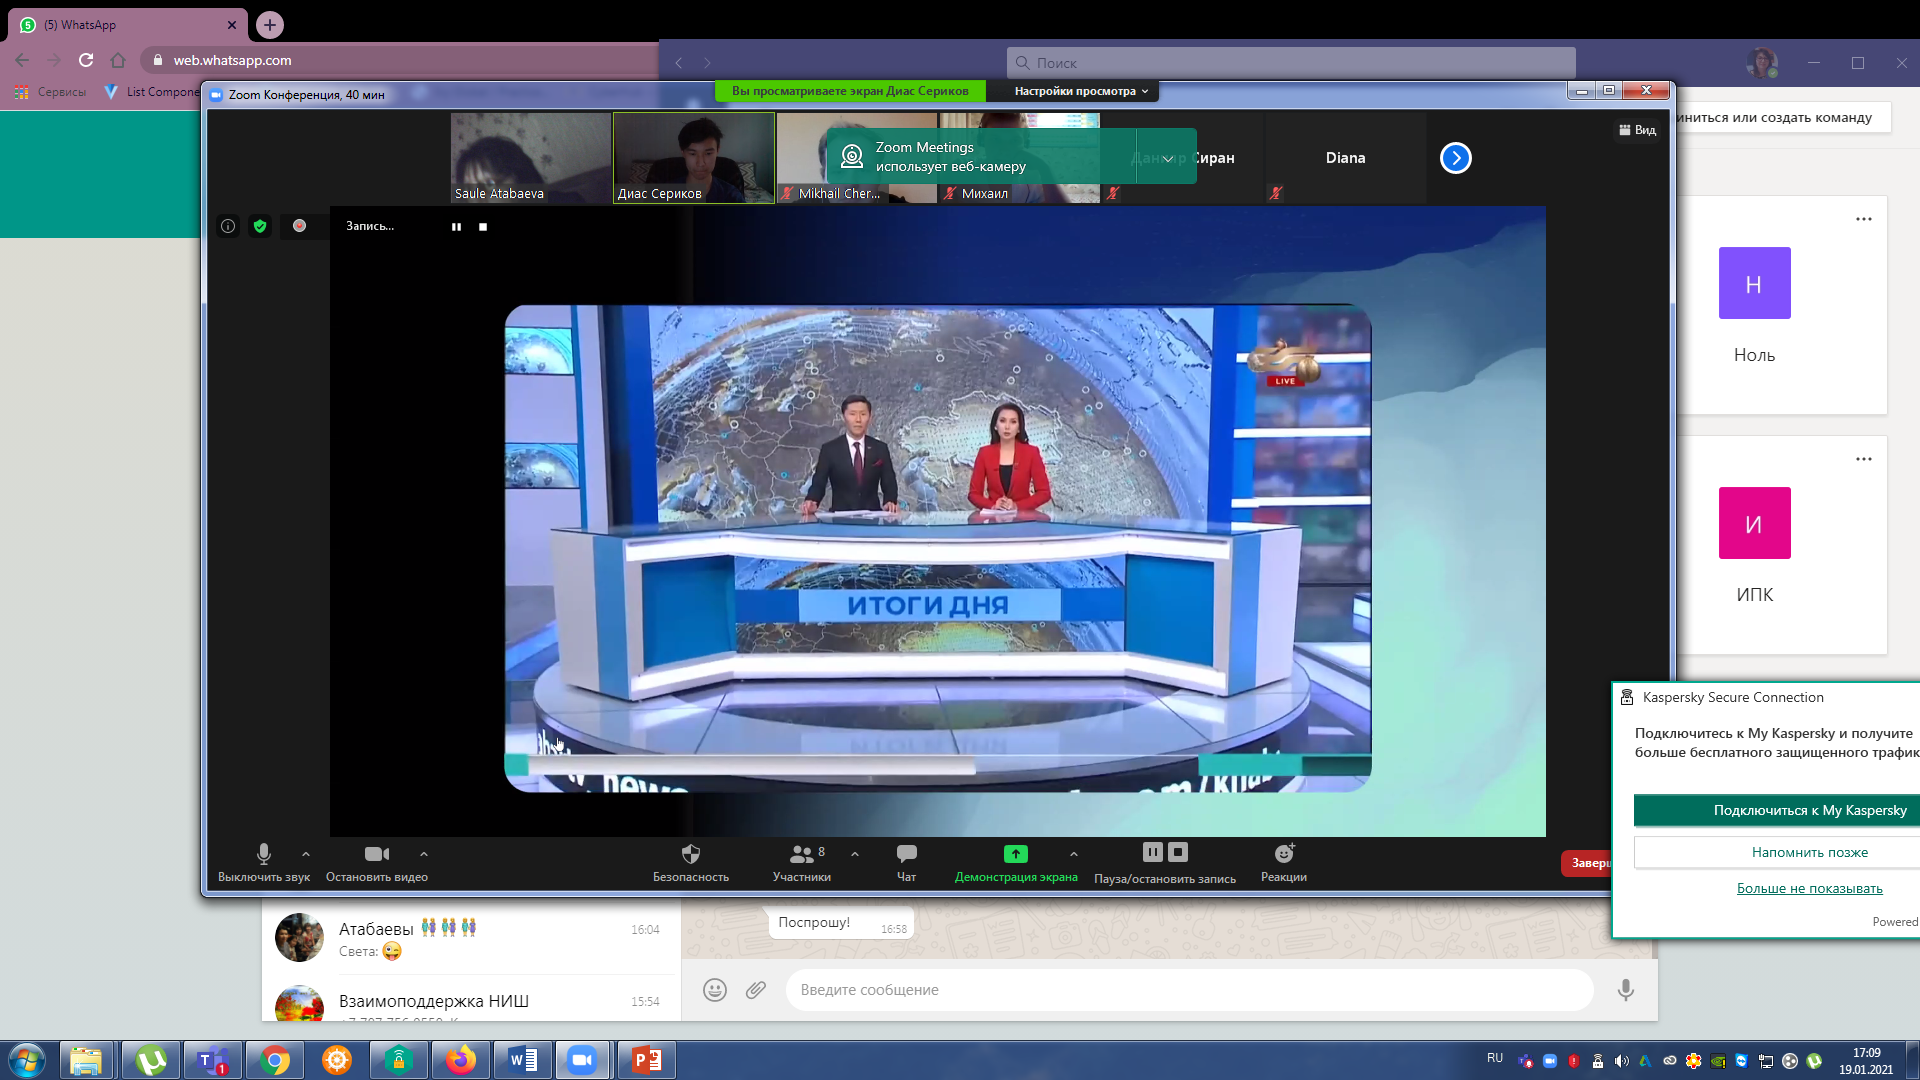 (5) WhatsApp
web.whatsapp.com
Поиск
Сервисы
List Compone
Zoom Конференция, 40 мин
Вы просматриваете экран Диас Сериков
Настройки просмотра
иниться или создать команду
Вид
Zoom Meetings
использует веб-камеру
Сиран
Diana
Saule Atabaeva
Диас Сериков
Mikhail Cher...
Михаил
Запись...
LIVE
ИТОГИ ДНЯ
Н
Ноль
И
ИПК
Kaspersky Secure Connection
Подключитесь к My Kaspersky и получите
больше бесплатного защищенного трафик
Подключиться к My Kaspersky
Напомнить позже
Больше не показывать
Powered
Выключить звук
Остановить видео
Безопасность
8
Участники
Чат
Демонстрация экрана
Пауза/остановить запись
Реакции
Заверш
Атабаевы
16:04
Света:
Поспрошу!
16:58
Взаимоподдержка НИШ
15:54
Введите сообщение
1
RU
17:09
19.01.2021